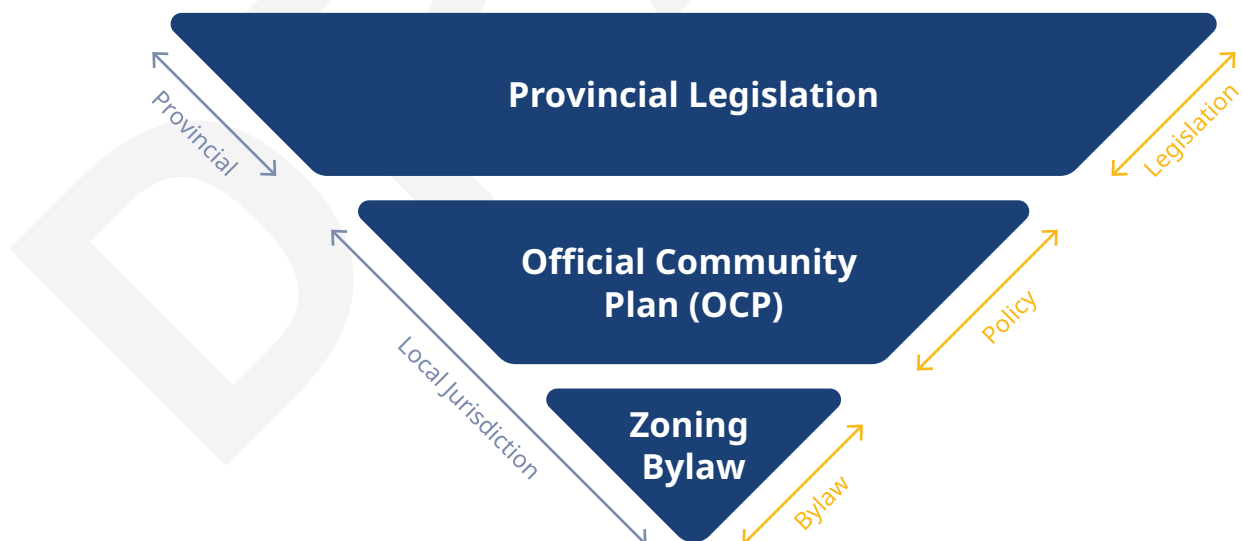 Provincial Legislation
Provincial
Legislation
Official Community
Plan (OCP)
Local Jurisdiction
Policy
Zoning
Bylaw
Bylaw